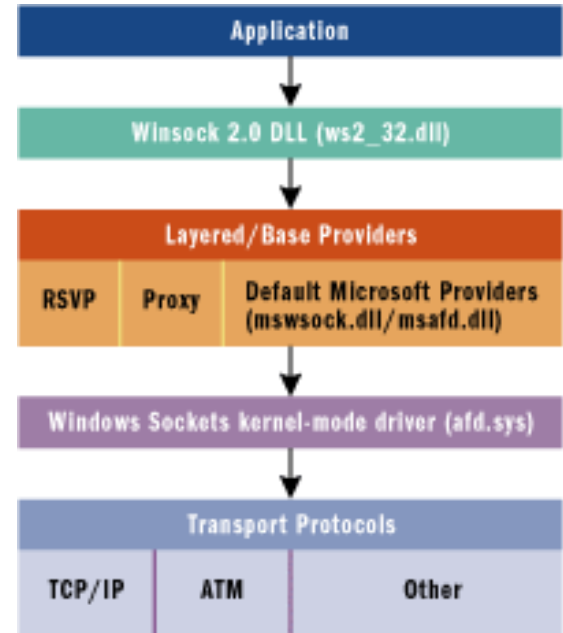 Application
Winsock 2.0 DLL (ws2_32.dll)
Layered/Base Providers
RSVP
Proxy
Default Microsoft Providers
(mswsock.dll/msafd.dll)
Windows Sockets kernel-mode driver (afd.sys)
Transport Protocols
TCP/IP
ATM
Other